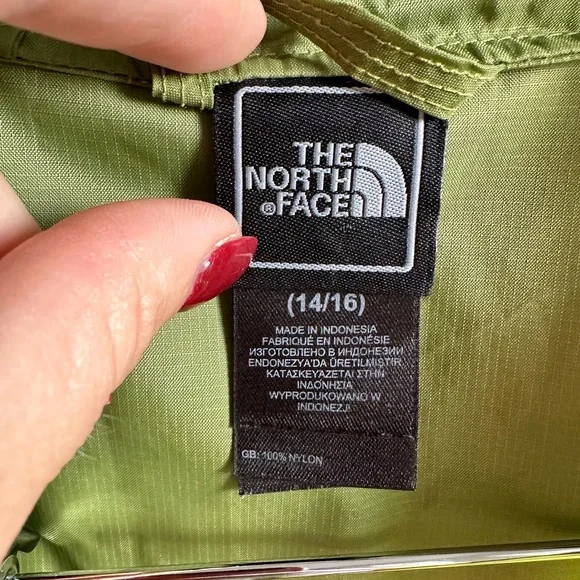 THE
NORTH
®FACE
(14/16)
MADE IN INDONESIA
FABRIQUÉ EN INDONÉSIE
ИЗГОТОВЛЕНО В ИНДОНЕЗИИ
ENDONEZYA'DA ÜRETILMIŞTIR
ΚΑΤΑΣΚΕΥΑΖΕΤΑΙ ΣΤΗΝ
ΙΝΔΟΝΗΣΙΑ
WYPRODUKOWANO W
INDONEZJI
GB: 100% NYLON